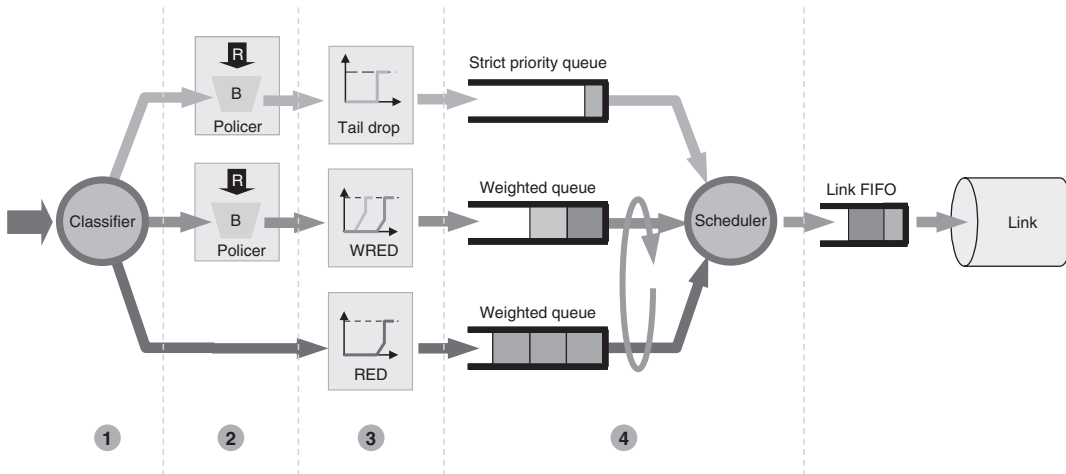 R
B
Policer
Tail drop
Strict priority queue
Classifier
R
B
Policer
WRED
Weighted queue
Scheduler
Link FIFO
Link
RED
Weighted queue
1
2
3
4